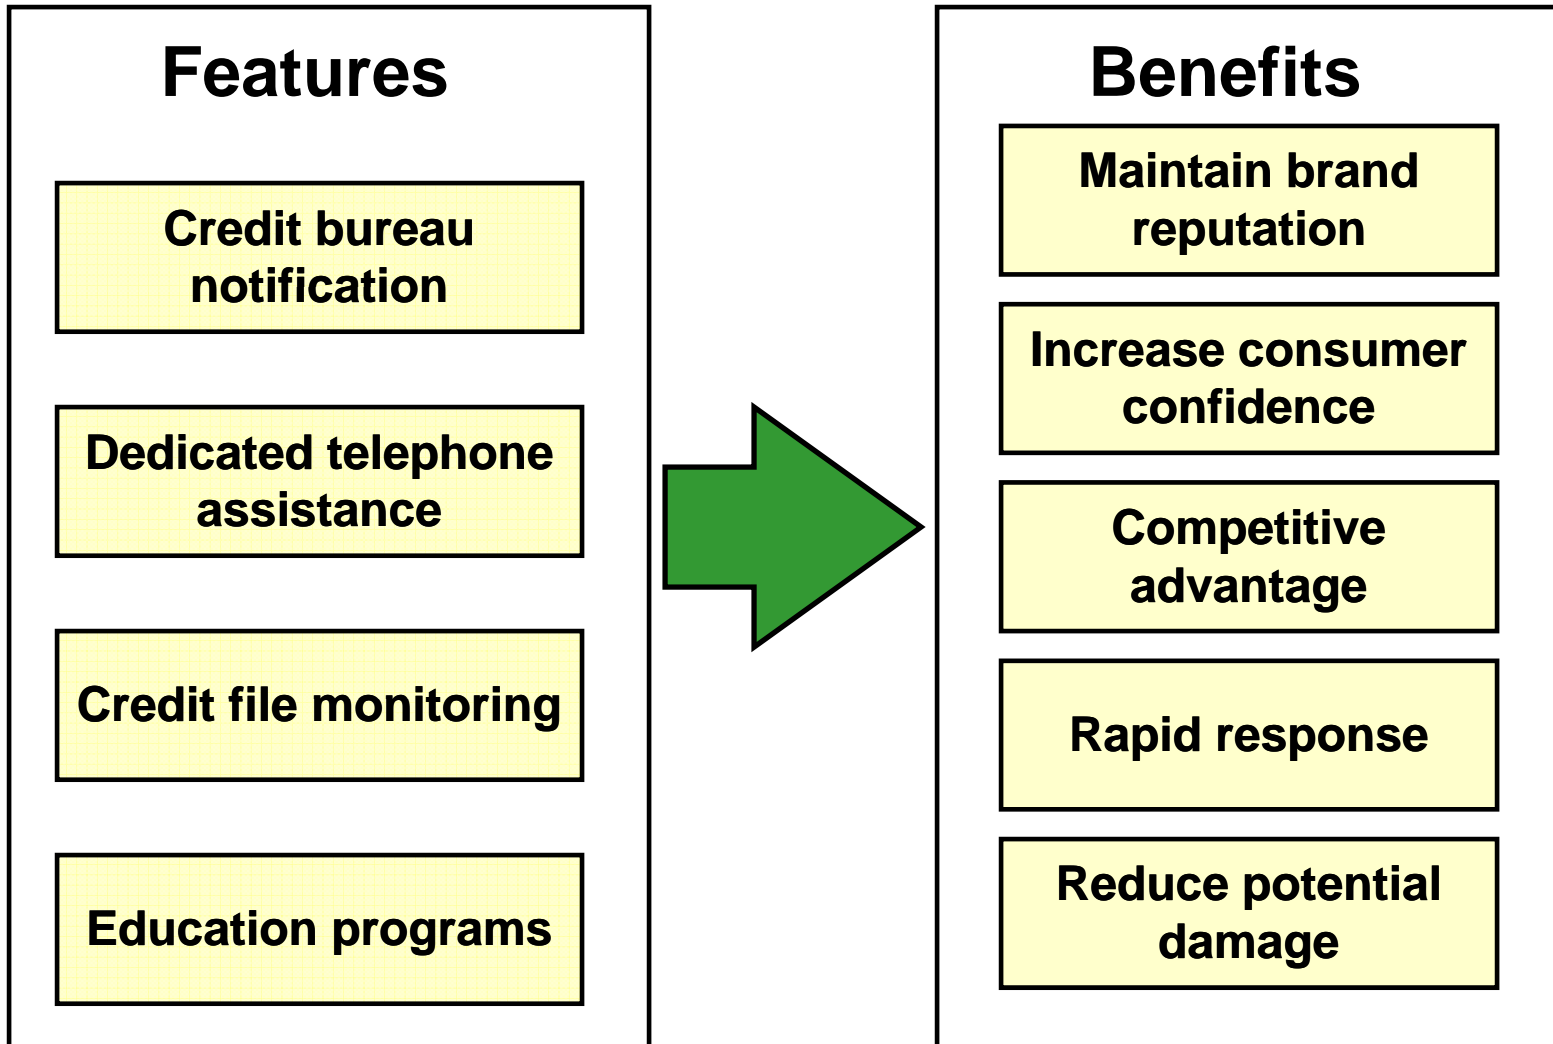 Features
Credit bureau
notification
Dedicated telephone
assistance
Credit file monitoring
Education programs
Benefits
Maintain brand
reputation
Increase consumer
confidence
Competitive
advantage
Rapid response
Reduce potential
damage